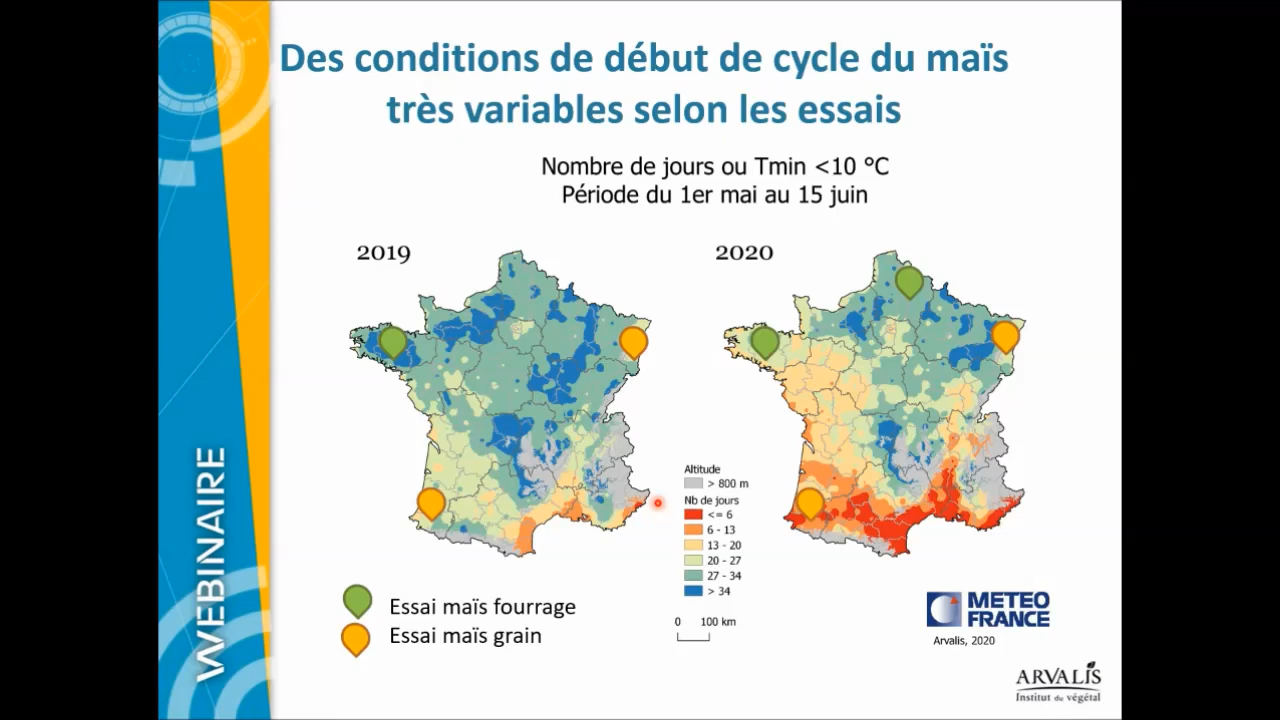 Des conditions de début de cycle du maïs
très variables selon les essais
Nombre de jours ou Tmin <10 °C
Période du 1er mai au 15 juin
2019
2020
Altitude
> 800 m
Nb de jours
<= 6
6 - 13
13 - 20
20 - 27
27 - 34
> 34
0 100 km
Essai maïs fourrage
Essai maïs grain
METEO
FRANCE
Arvalis, 2020
ARVALIS
Institut du végétal
WEBINAIRE